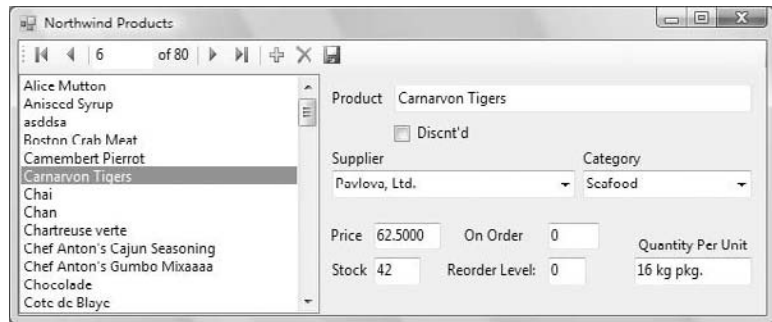 Northwind Products
6 of 80
Alice Mutton
Aniseed Syrup
asddsa
Boston Crab Meat
Camembert Pierrot
Carnarvon Tigers
Chai
Chan
Chartreuse verte
Chef Anton's Cajun Seasoning
Chef Anton's Gumbo Mixaaaa
Chocolade
Cote de Blaye
Product Carnarvon Tigers
Discnt'd
Supplier Category
Pavlova, Ltd. Seafood
Price 62.5000 On Order 0
Quantity Per Unit
Stock 42 Reorder Level: 0 16 kg pkg.